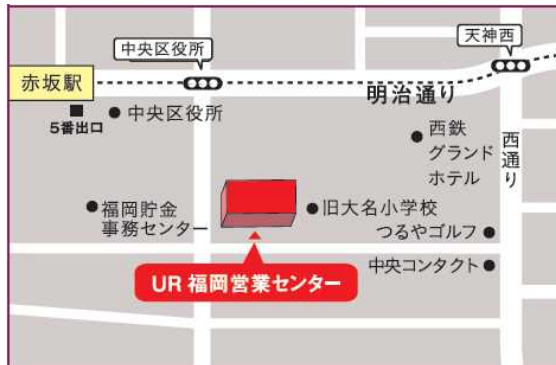 中央区役所
天神西
赤坂駅
明治通り
5番出口
中央区役所
西鉄
グランド
ホテル
西通り
福岡貯金
事務センター
旧大名小学校
つるやゴルフ
中央コンタクト
UR 福岡営業センター